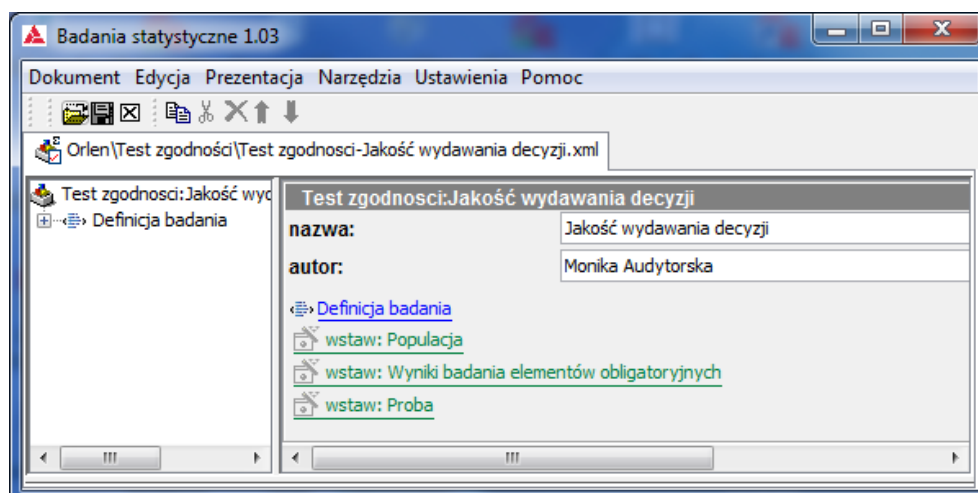 Badania statystyczne 1.03
Dokument Edycja Prezentacja Narzędzia Ustawienia Pomoc
Orlen\Test zgodności\Test zgodnosci-Jakość wydawania decyzji.xml
Test zgodnosci:Jakość wyd
Definicja badania
Test zgodnosci:Jakość wydawania decyzji
nazwa: Jakość wydawania decyzji
autor: Monika Audytorska
Definicja badania
wstaw: Populacja
wstaw: Wyniki badania elementów obligatoryjnych
wstaw: Proba